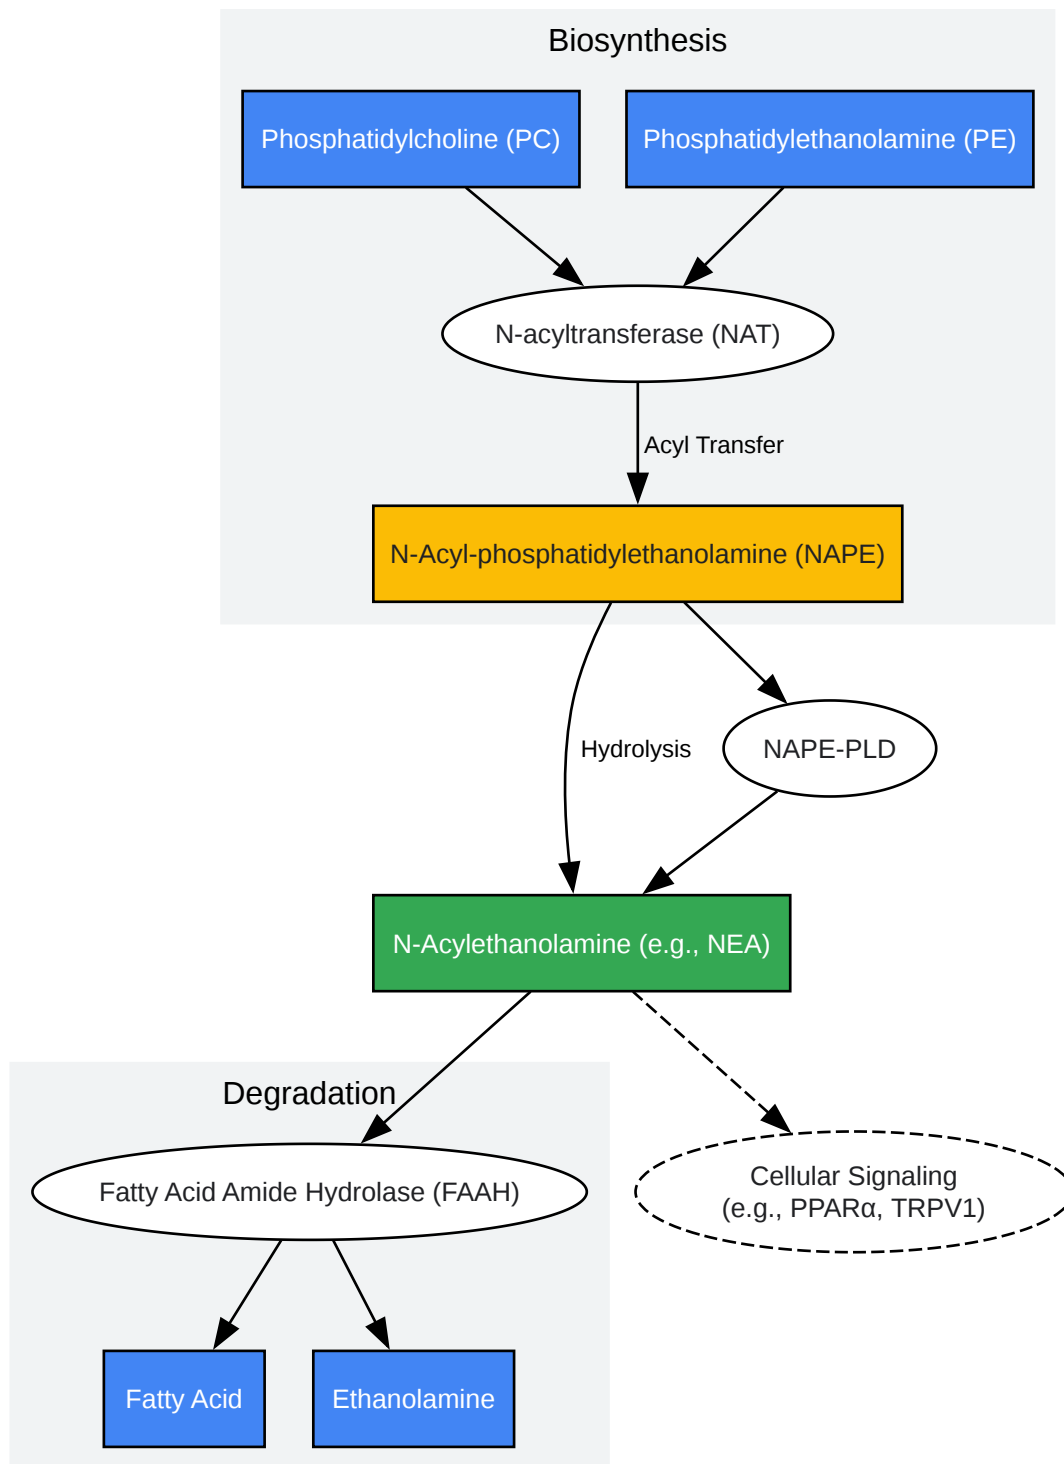 Biosynthesis
Phosphatidylcholine (PC)
Phosphatidylethanolamine (PE)
N-acyltransferase (NAT)
Acyl Transfer
N-Acyl-phosphatidylethanolamine (NAPE)
Hydrolysis
NAPE-PLD
N-Acylethanolamine (e.g., NEA)
Degradation
Fatty Acid Amide Hydrolase (FAAH)
Cellular Signaling
(e.g., PPARα, TRPV1)
Fatty Acid
Ethanolamine